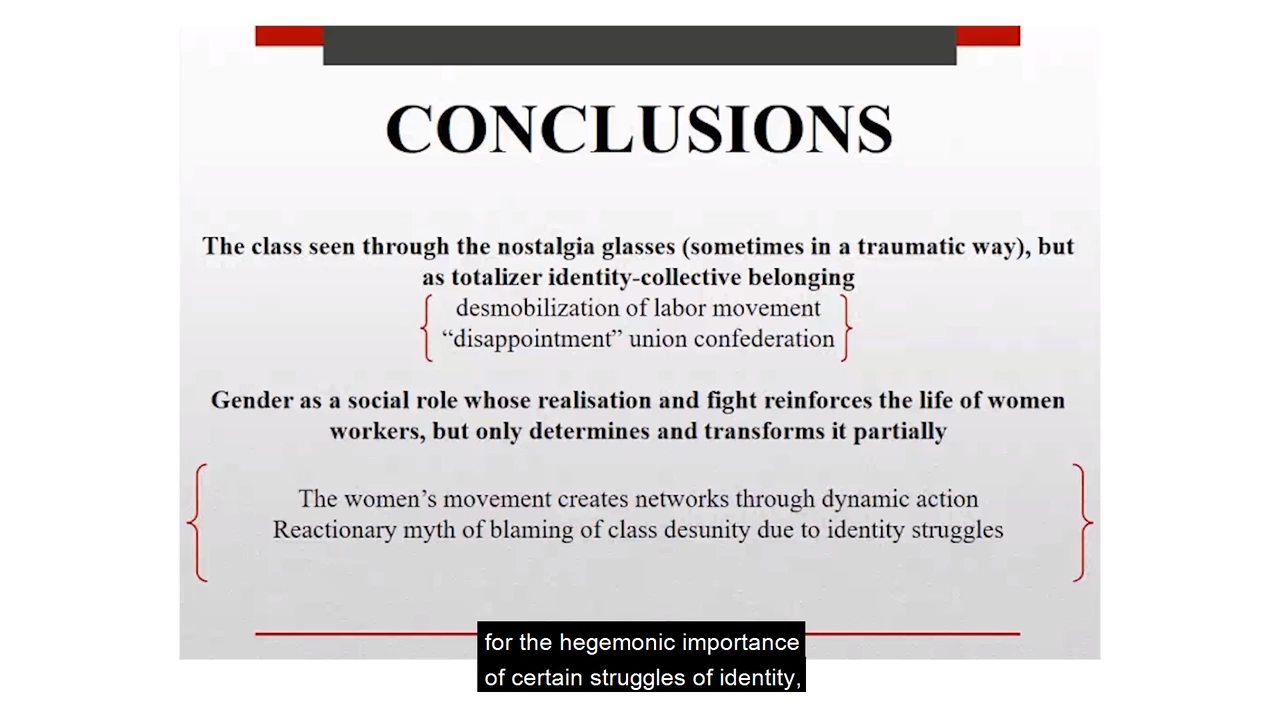 CONCLUSIONS
The class seen through the nostalgia glasses (sometimes in a traumatic way), but
as totalizer identity-collective belonging
desmobilization of labor movement
“disappointment” union confederation
Gender as a social role whose realisation and fight reinforces the life of women
workers, but only determines and transforms it partially
The women’s movement creates networks through dynamic action
Reactionary myth of blaming of class desunity due to identity struggles
for the hegemonic importance
of certain struggles of identity,